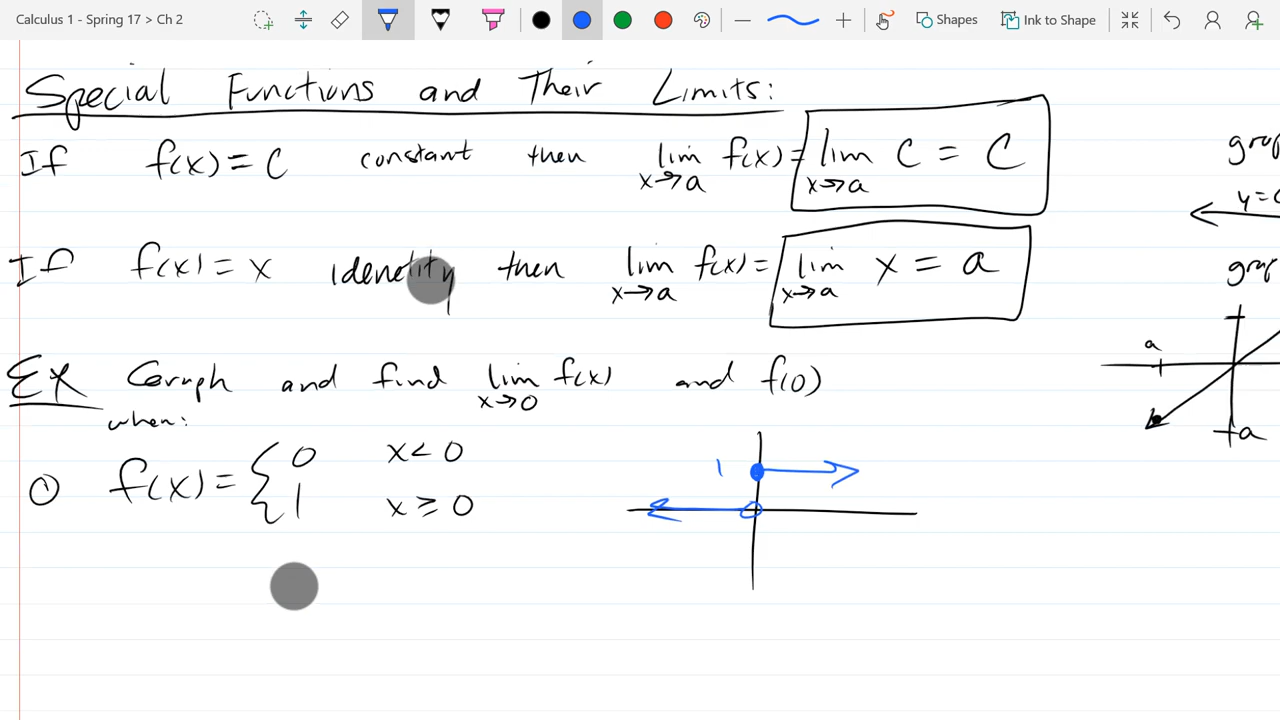 Calculus 1 - Spring 17 > Ch 2
Shapes
Ink to Shape
Special Functions and Their Limits:
If f(x) = C constant then lim x→a f(x) = lim x→a C = C
If f(x) = x identity then lim x→a f(x) = lim x→a x = a
EX Graph and find lim x→0 f(x) and f(0)
when:
① f(x) = { 0 x < 0
1 x ≥ 0
1
grap
y=c
grap
a
a